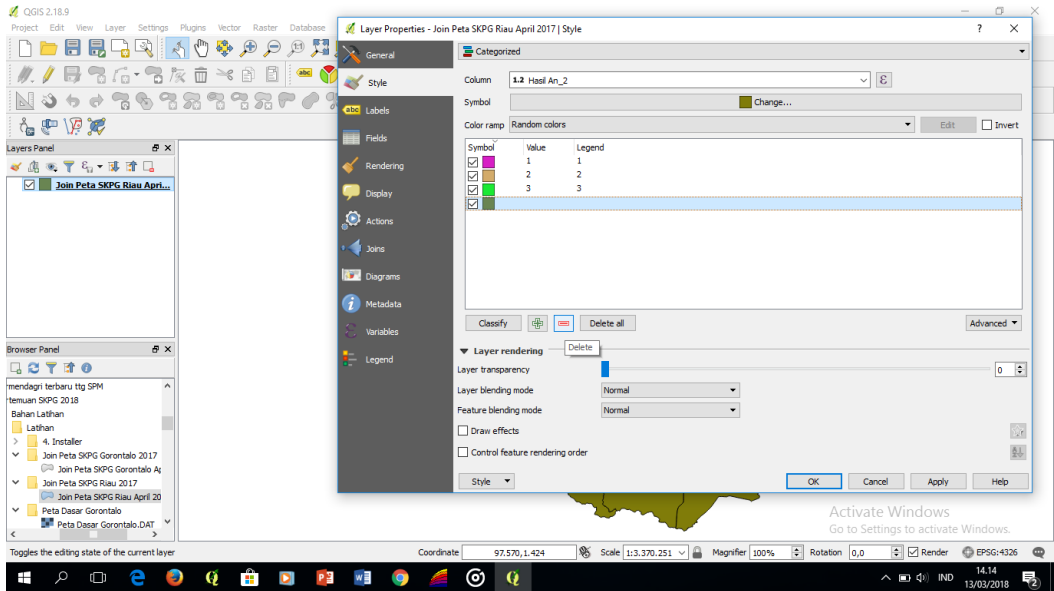 QGIS 2.18.9
Project Edit View Layer Settings Plugins Vector Raster Database
Layer Properties - Join Peta SKPG Riau April 2017 | Style
General
Style
Labels
Fields
Rendering
Display
Actions
Joins
Diagrams
Metadata
Variables
Legend
Categorized
Column 1.2 Hasil An_2
Symbol Change...
Color ramp Random colors Edit Invert
Symbol Value Legend
1 1
2 2
3 3
Classify Delete all Advanced
Delete
Layer rendering
Layer transparency 0
Layer blending mode Normal
Feature blending mode Normal
Draw effects
Control feature rendering order
Style OK Cancel Apply Help
Layers Panel
Join Peta SKPG Riau Apri...
Browser Panel
rmendagri terbaru ttg SPM
temuan SKPG 2018
Bahan Latihan
Latihan
4. Installer
Join Peta SKPG Gorontalo 2017
Join Peta SKPG Gorontalo Ap
Join Peta SKPG Riau 2017
Join Peta SKPG Riau April 20
Peta Dasar Gorontalo
Peta Dasar Gorontalo.DAT
Activate Windows
Go to Settings to activate Windows.
Toggles the editing state of the current layer
Coordinate 97.570,1.424 Scale 1:3.370.251 Magnifier 100% Rotation 0,0 Render EPSG:4326
IND
14.14
13/03/2018